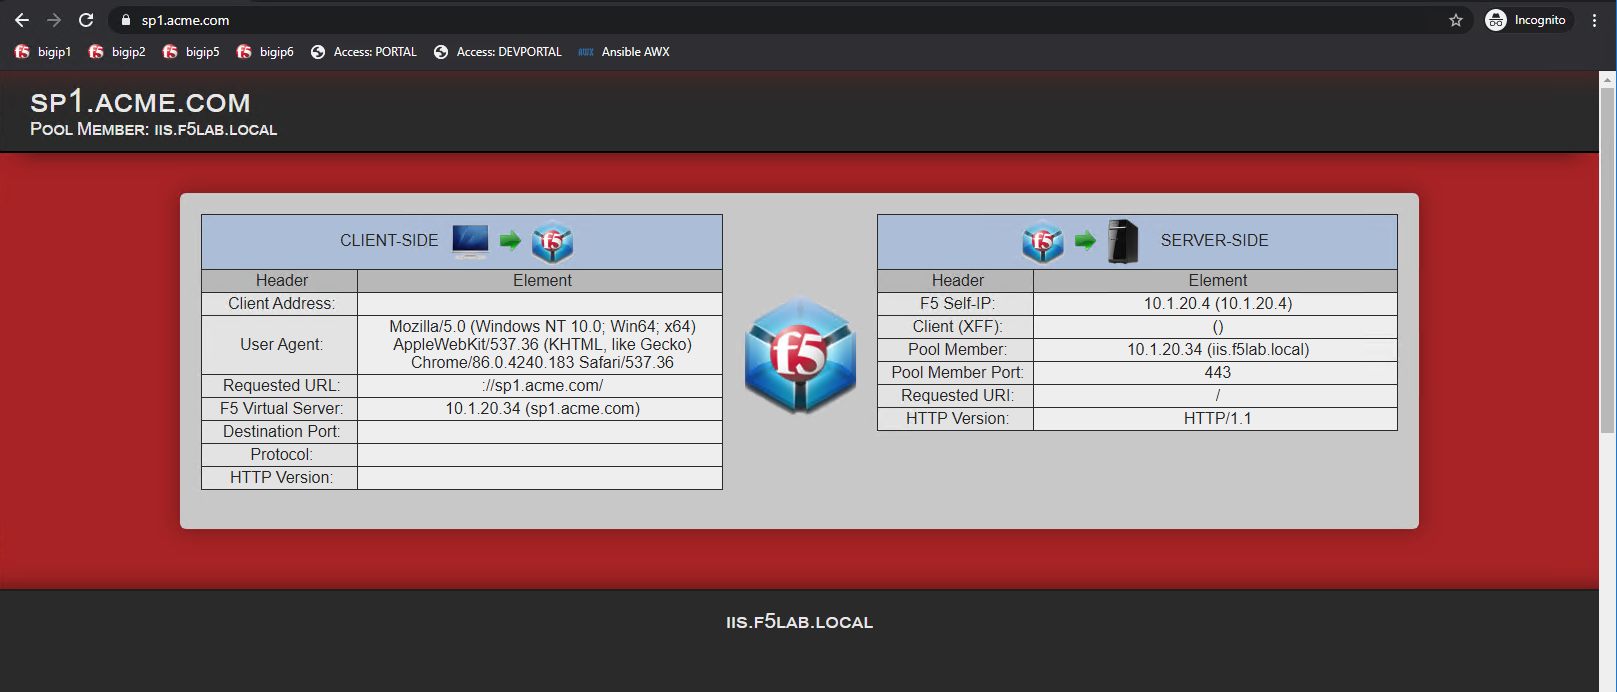 sp1.acme.com
Incognito
bigip1 bigip2 bigip5 bigip6 Access: PORTAL Access: DEVPORTAL AWX Ansible AWX
SP1.ACME.COM
POOL MEMBER: IIS.F5LAB.LOCAL
CLIENT-SIDE f5
Header Element
Client Address:
User Agent: Mozilla/5.0 (Windows NT 10.0; Win64; x64)
AppleWebKit/537.36 (KHTML, like Gecko)
Chrome/86.0.4240.183 Safari/537.36
Requested URL: ://sp1.acme.com/
F5 Virtual Server: 10.1.20.34 (sp1.acme.com)
Destination Port:
Protocol:
HTTP Version:
f5
f5 SERVER-SIDE
Header Element
F5 Self-IP: 10.1.20.4 (10.1.20.4)
Client (XFF): ()
Pool Member: 10.1.20.34 (iis.f5lab.local)
Pool Member Port: 443
Requested URI: /
HTTP Version: HTTP/1.1
IIS.F5LAB.LOCAL